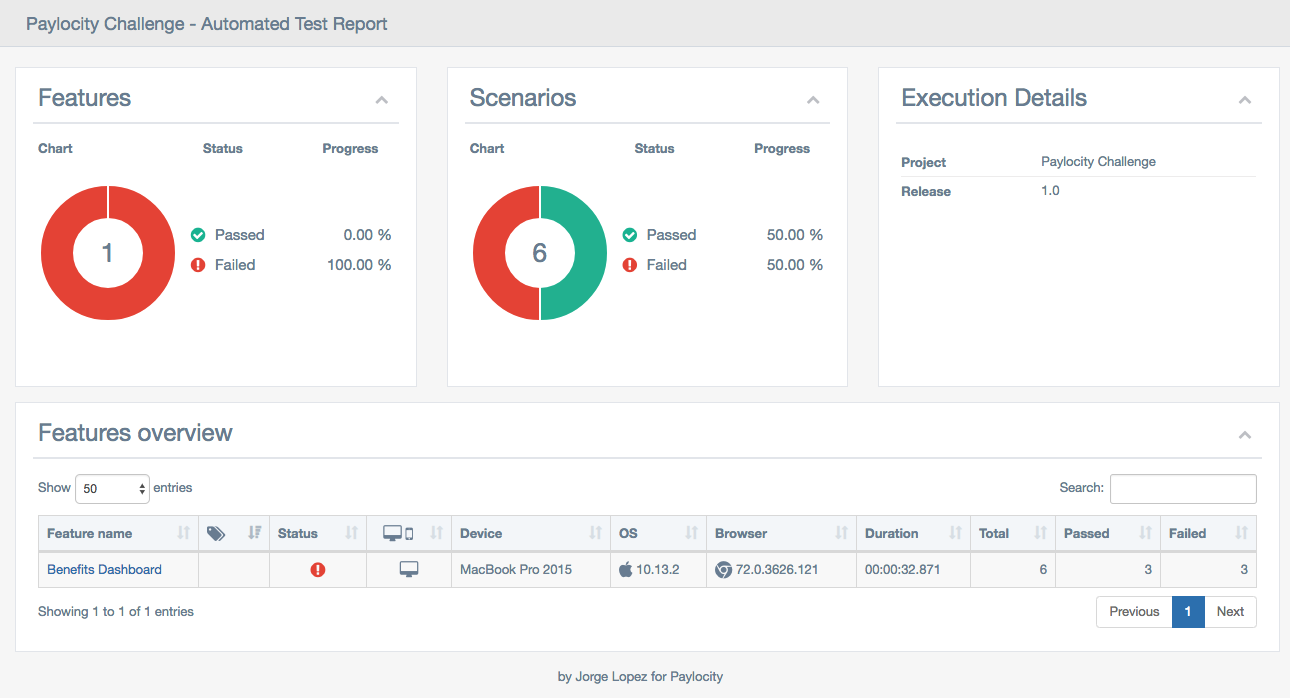 Paylocity Challenge - Automated Test Report
Features
Chart Status Progress
1
Passed 0.00 %
Failed 100.00 %
Scenarios
Chart Status Progress
6
Passed 50.00 %
Failed 50.00 %
Execution Details
Project Paylocity Challenge
Release 1.0
Features overview
Show 50 entries
Search:
Feature name Status Device OS Browser Duration Total Passed Failed
Benefits Dashboard MacBook Pro 2015 10.13.2 72.0.3626.121 00:00:32.871 6 3 3
Showing 1 to 1 of 1 entries
Previous 1 Next
by Jorge Lopez for Paylocity